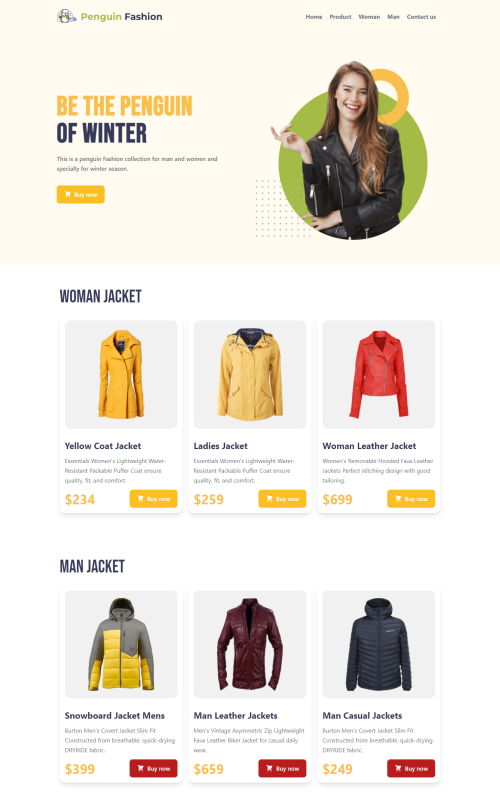 Penguin Fashion
Home Product Woman Man Contact us
BE THE PENGUIN
OF WINTER
This is a penguin Fashion collection for man and women and
specially for winter season.
Buy now
WOMAN JACKET
Yellow Coat Jacket
Essentials Women's Lightweight Water-
Resistant Packable Puffer Coat ensure
quality, fit, and comfort.
$234 Buy now
Ladies Jacket
Essentials Women's Lightweight Water-
Resistant Packable Puffer Coat ensure
quality, fit, and comfort.
$259 Buy now
Woman Leather Jacket
Women's Removable Hooded Faux Leather
Jackets Perfect stitching design with good
tailoring.
$699 Buy now
MAN JACKET
Snowboard Jacket Mens
Burton Men's Covert Jacket Slim Fit
Constructed from breathable, quick-drying
DRYRIDE fabric.
$399 Buy now
Man Leather Jackets
Men's Vintage Asymmetric Zip Lightweight
Faux Leather Biker Jacket for casual daily
wear.
$659 Buy now
Man Casual Jackets
Burton Men's Covert Jacket Slim Fit
Constructed from breathable, quick-drying
DRYRIDE fabric.
$249 Buy now